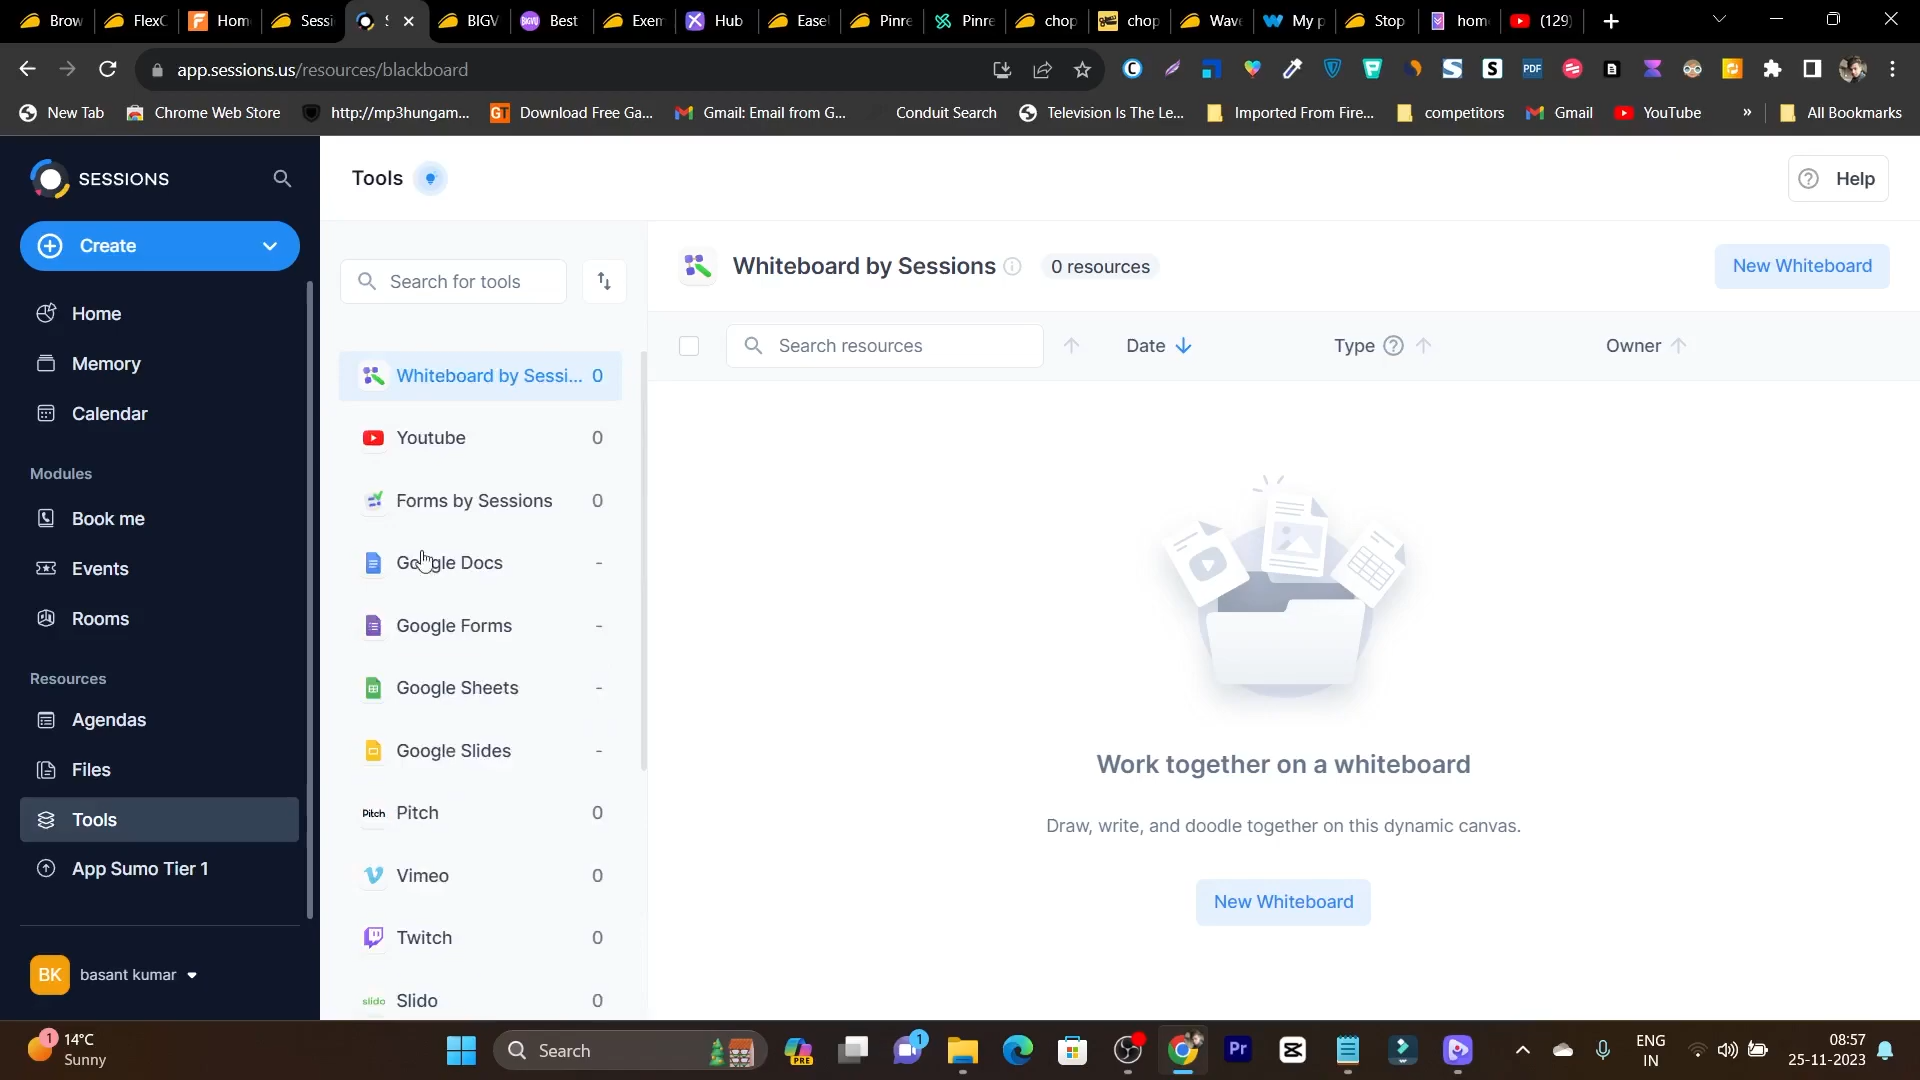 Brow
FlexC
Hom
Sessi
S
BIGV
Best
Exem
Hub
Ease
Pinre
Pinre
chop
chop
Wave
My p
Stop
hom
(129)
app.sessions.us/resources/blackboard
New Tab
Chrome Web Store
http://mp3hungam...
Download Free Ga...
Gmail: Email from G...
Conduit Search
Television Is The Le...
Imported From Fire...
competitors
Gmail
YouTube
»
All Bookmarks
SESSIONS
Create
Home
Memory
Calendar
Modules
Book me
Events
Rooms
Resources
Agendas
Files
Tools
App Sumo Tier 1
BK
basant kumar
Tools
Help
Search for tools
Whiteboard by Sessi... 0
Youtube 0
Forms by Sessions 0
Google Docs -
Google Forms -
Google Sheets -
Google Slides -
Pitch Pitch 0
Vimeo 0
Twitch 0
slido Slido 0
Whiteboard by Sessions
0 resources
New Whiteboard
Search resources
Date
Type
Owner
Work together on a whiteboard
Draw, write, and doodle together on this dynamic canvas.
New Whiteboard
1
14°C
Sunny
Search
PRE
1
Pr
ENG
IN
08:57
25-11-2023